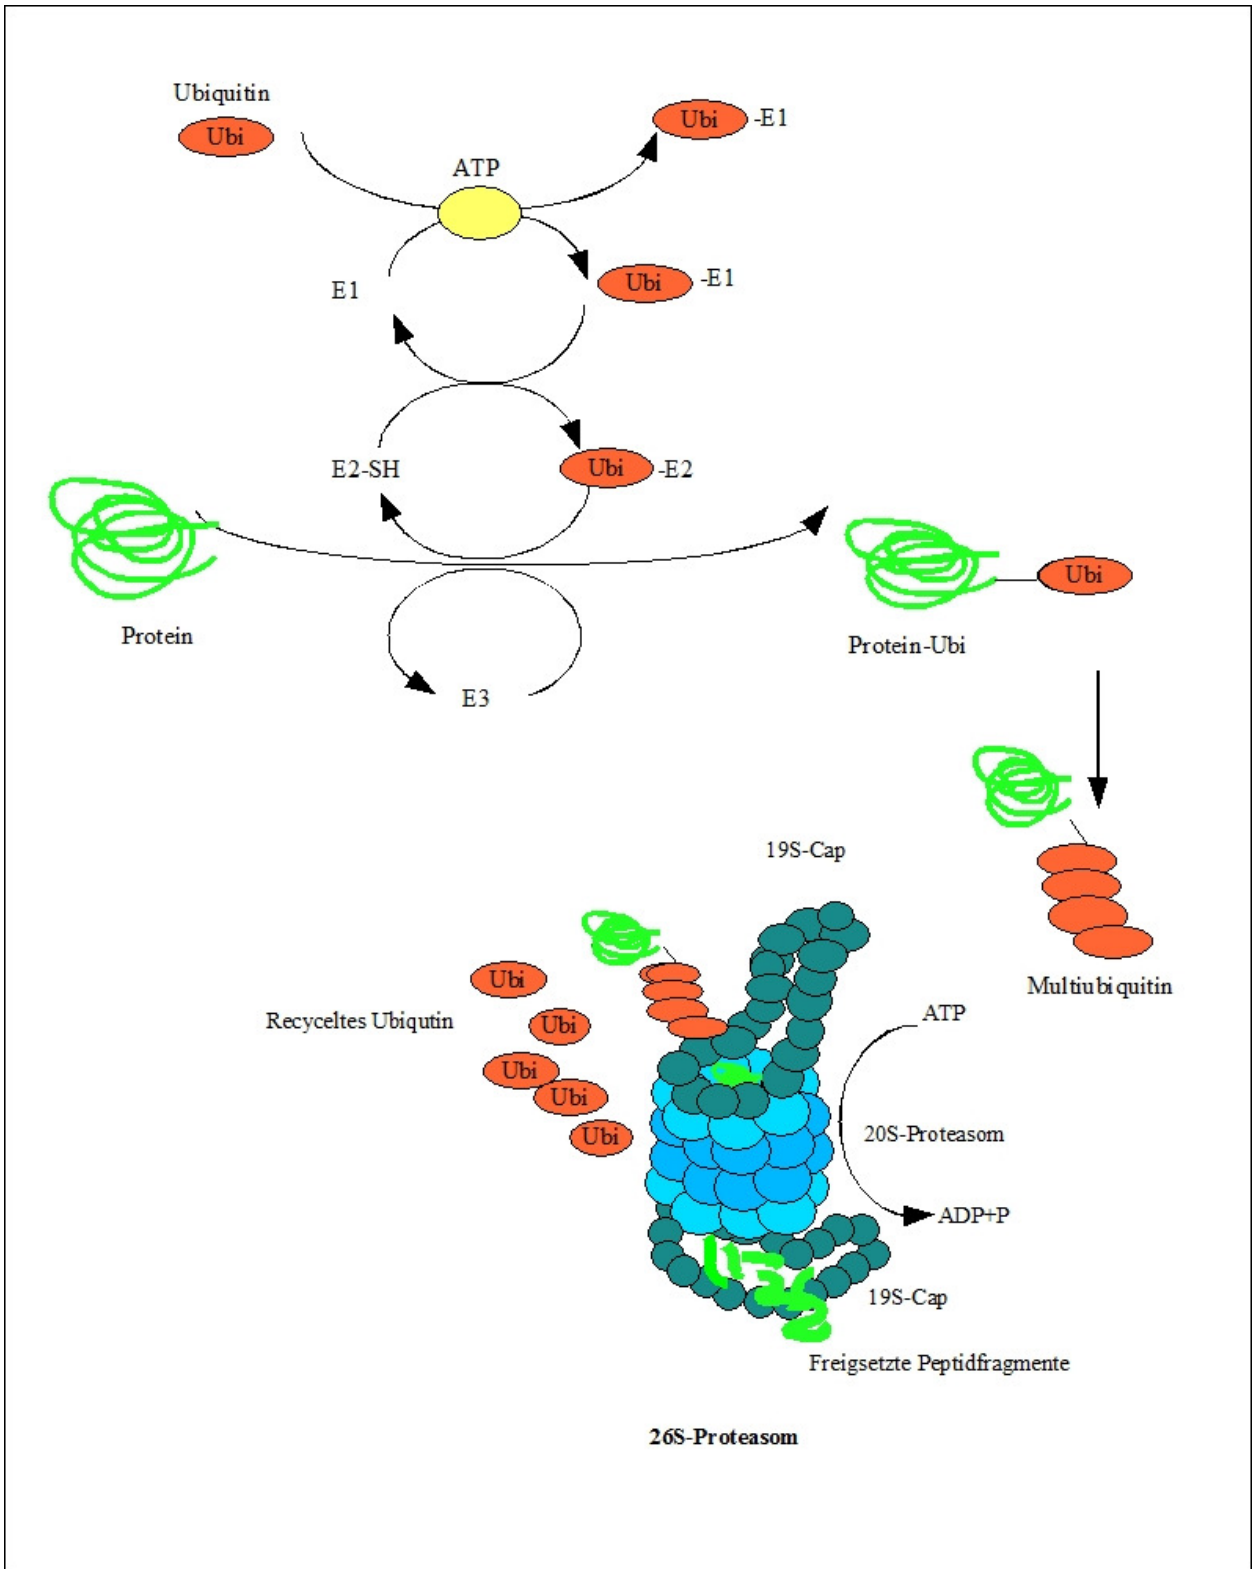 Ubiquitin
Ubi
Ubi
-E1
ATP
Ubi
-E1
E1
E2-SH
Ubi
-E2
Protein
Ubi
Protein-Ubi
E3
19S-Cap
Multiubiquitin
Ubi
Recyceltes Ubiqutin
Ubi
ATP
Ubi
Ubi
Ubi
20S-Proteasom
ADP+P
19S-Cap
Freigsetzte Peptidfragmente
26S-Proteasom